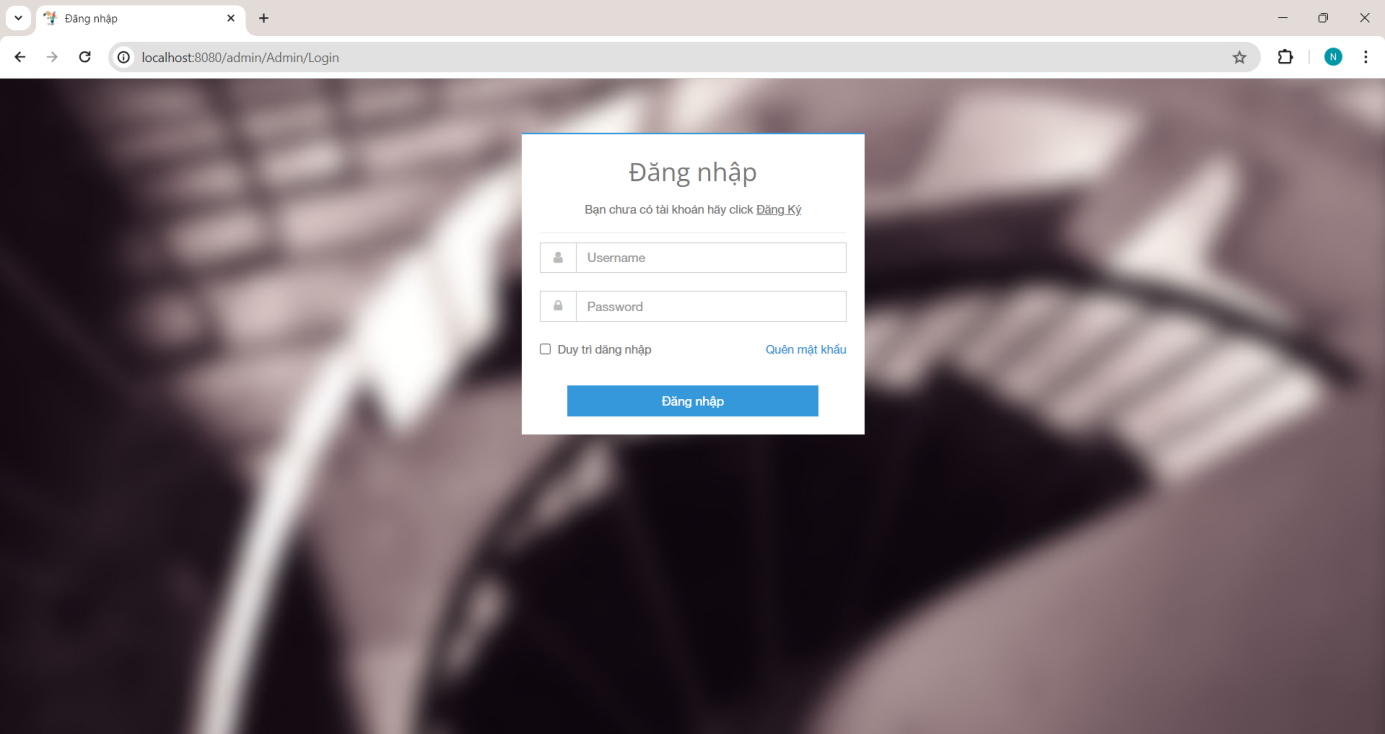 Đăng nhập
localhost:8080/admin/Admin/Login
N
Đăng nhập
Bạn chưa có tài khoản hãy click Đăng Ký
Username
Password
Duy trì đăng nhập Quên mật khẩu
Đăng nhập